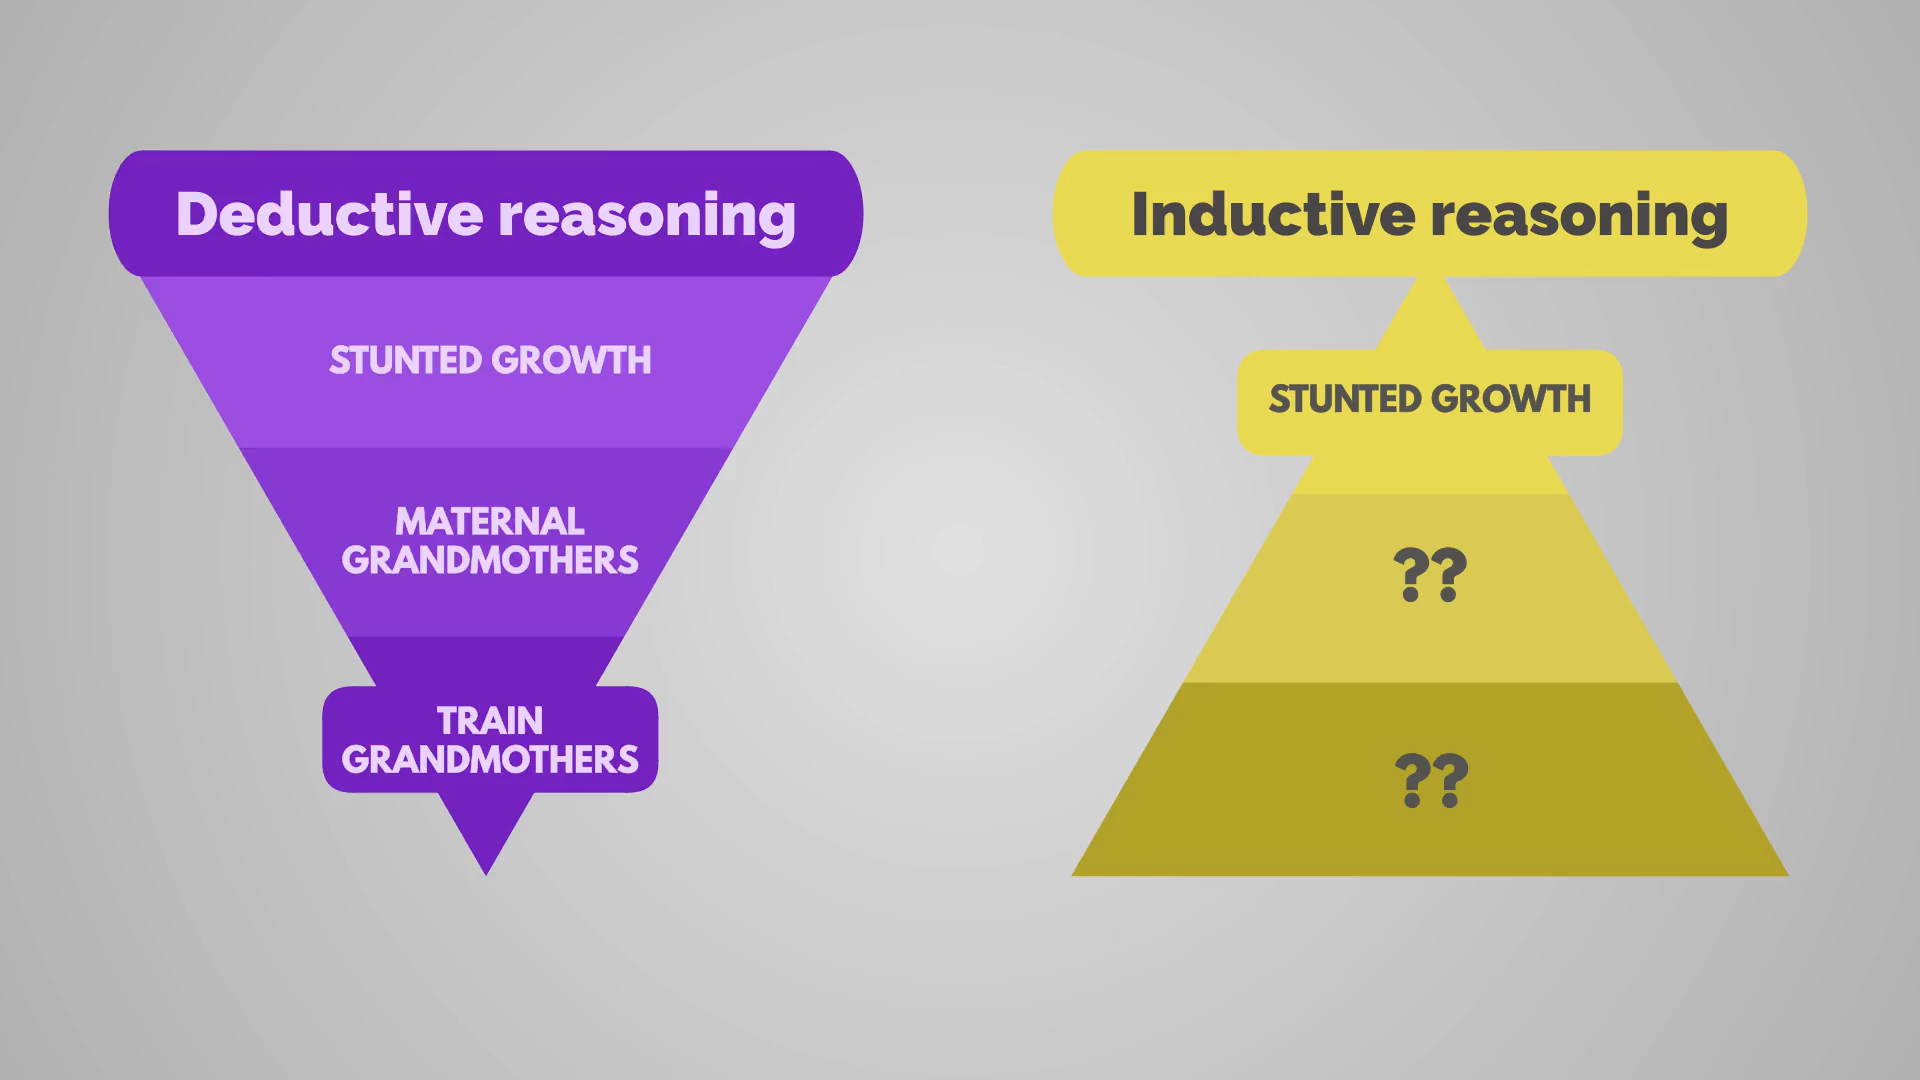 Deductive reasoning
STUNTED GROWTH
MATERNAL
GRANDMOTHERS
TRAIN
GRANDMOTHERS
Inductive reasoning
STUNTED GROWTH
??
??